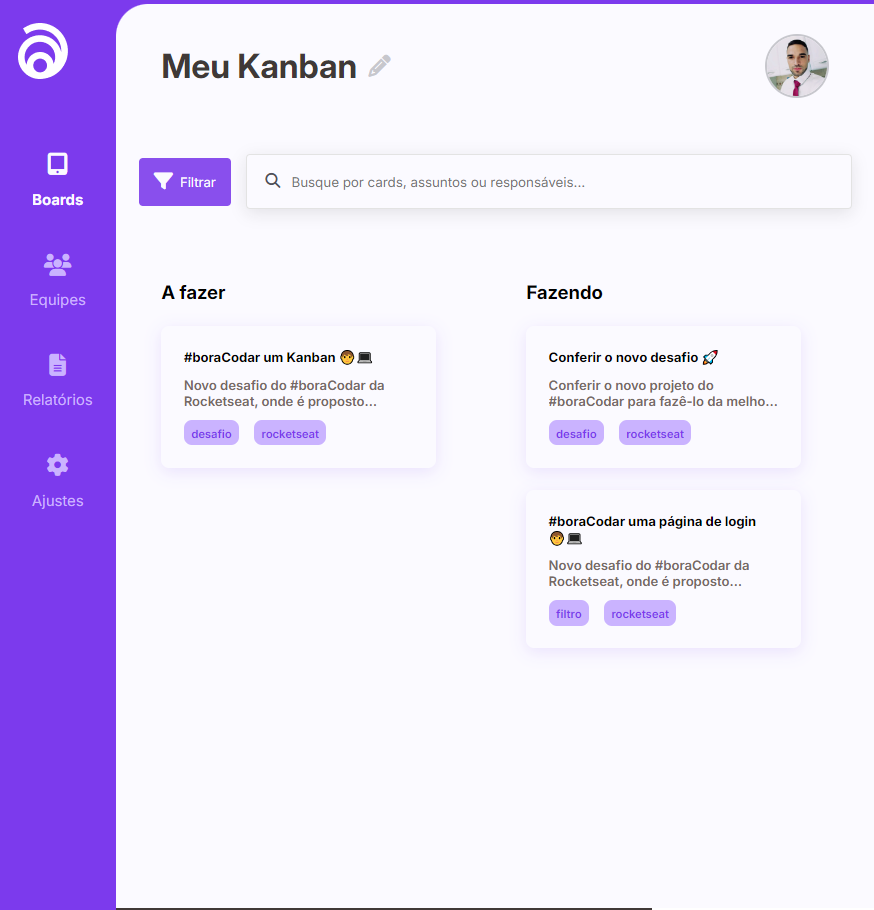 Meu Kanban
Boards
Equipes
Relatórios
Ajustes
Filtrar
Busque por cards, assuntos ou responsáveis...
A fazer
#boraCodar um Kanban 🧑💻
Novo desafio do #boraCodar da
Rocketseat, onde é proposto...
desafio rocketseat
Fazendo
Conferir o novo desafio 🚀
Conferir o novo projeto do
#boraCodar para fazê-lo da melho...
desafio rocketseat
#boraCodar uma página de login
🧑💻
Novo desafio do #boraCodar da
Rocketseat, onde é proposto...
filtro rocketseat